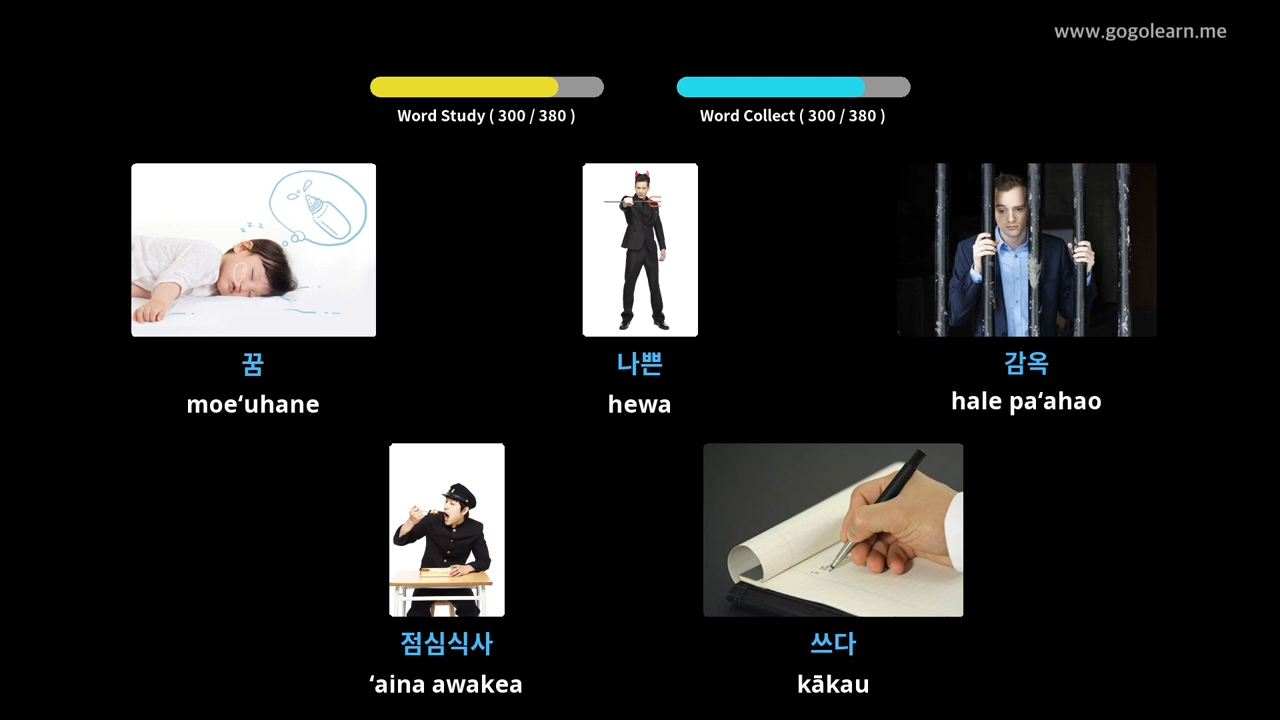 www.gogolearn.me
Word Study ( 300 / 380 )
Word Collect ( 300 / 380 )
꿈
moeʻuhane
나쁜
hewa
감옥
hale paʻahao
점심식사
ʻaina awakea
쓰다
kākau